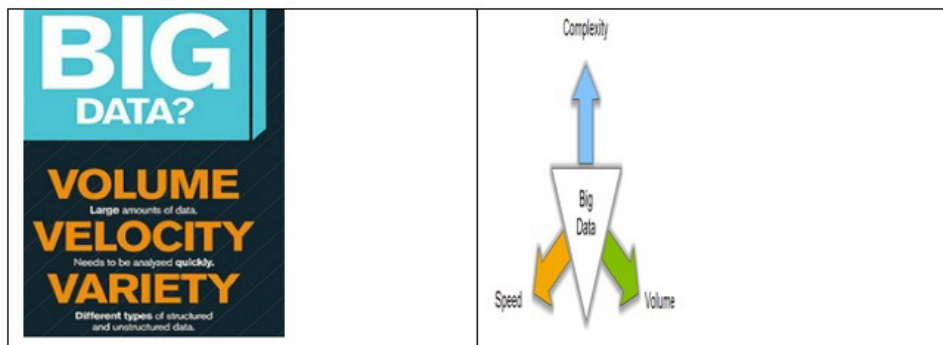 BIG
DATA?
VOLUME
Large amounts of data.
VELOCITY
Needs to be analyzed quickly.
VARIETY
Different types of structured
and unstructured data.
Complexity
Big
Data
Speed
Volume